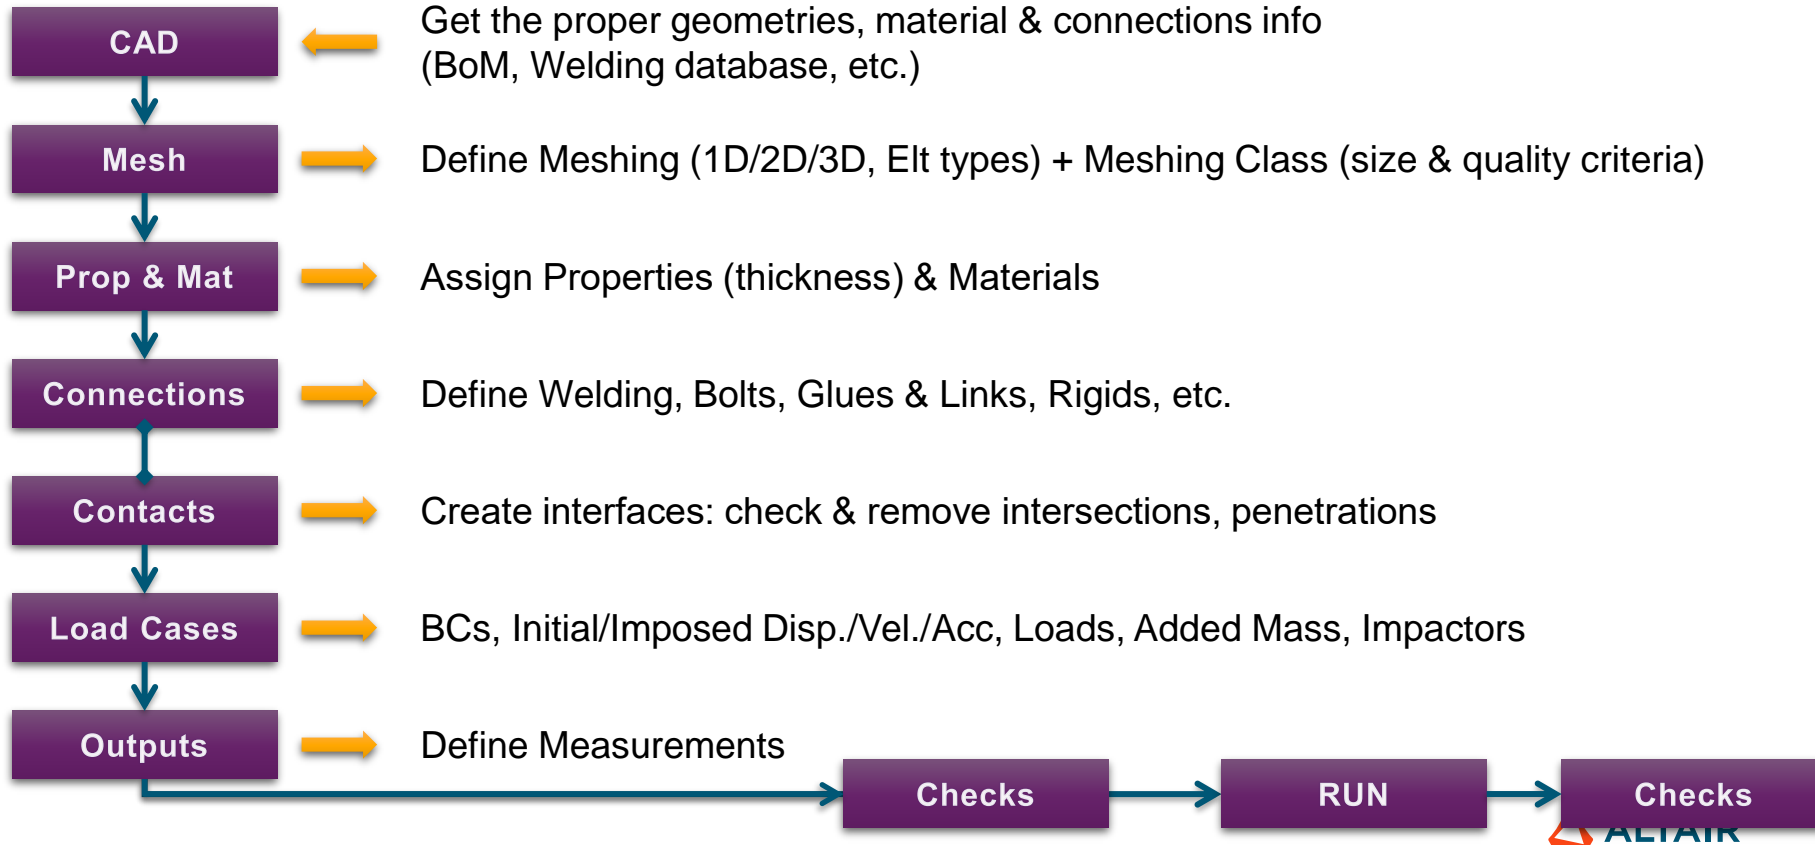 CAD
Get the proper geometries, material & connections info
(BoM, Welding database, etc.)
Mesh
Define Meshing (1D/2D/3D, Elt types) + Meshing Class (size & quality criteria)
Prop & Mat
Assign Properties (thickness) & Materials
Connections
Define Welding, Bolts, Glues & Links, Rigids, etc.
Contacts
Create interfaces: check & remove intersections, penetrations
Load Cases
BCs, Initial/Imposed Disp./Vel./Acc, Loads, Added Mass, Impactors
Outputs
Define Measurements
Checks
RUN
Checks
ALTAIR